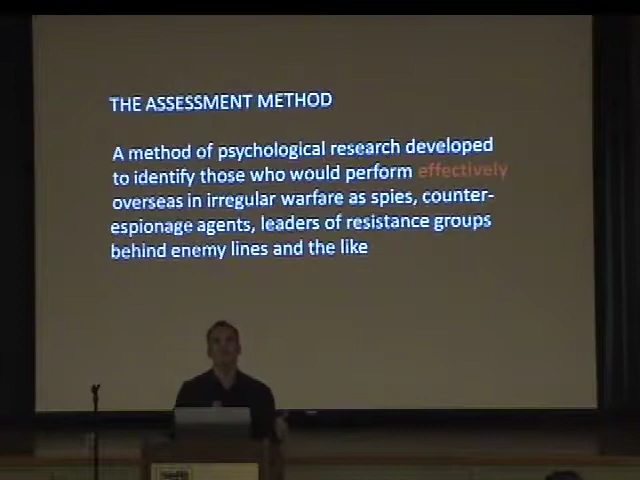 THE ASSESSMENT METHOD
A method of psychological research developed
to identify those who would perform effectively
overseas in irregular warfare as spies, counter-
espionage agents, leaders of resistance groups
behind enemy lines and the like